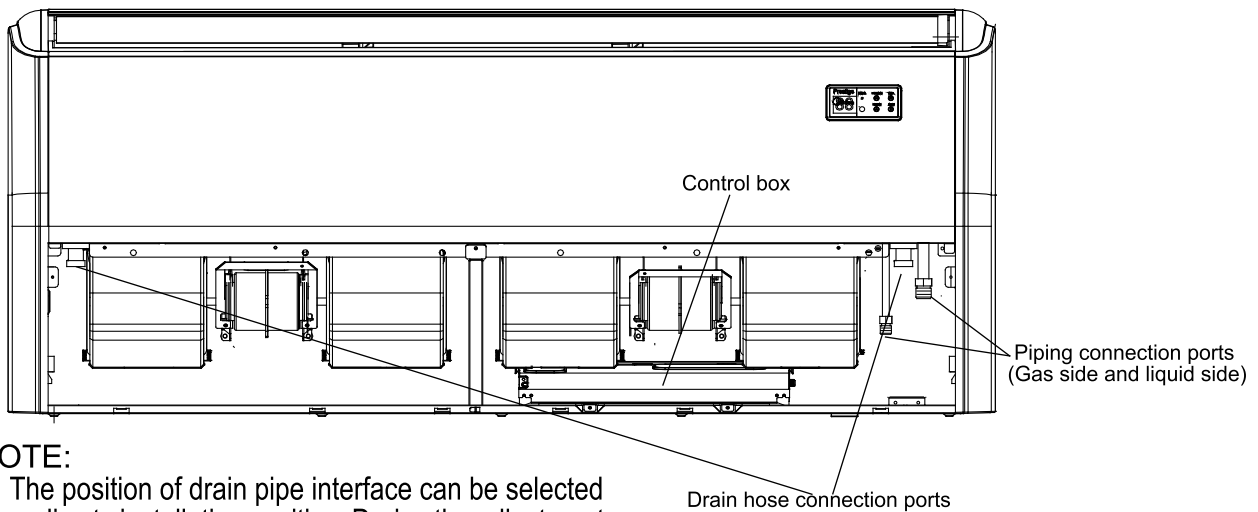 Prestige
Control box
Piping connection ports
(Gas side and liquid side)
OTE:
The position of drain pipe interface can be selected
Drain hose connection ports